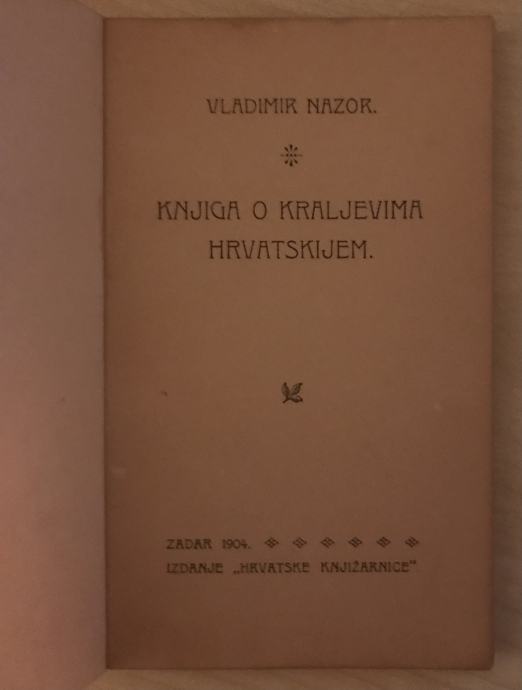 VLADIMIR NAZOR.
KNJIGA O KRALJEVIMA
HRVATSKIJEM.
ZADAR 1904.
IZDANJE „HRVATSKE KNJIŽARNICE“